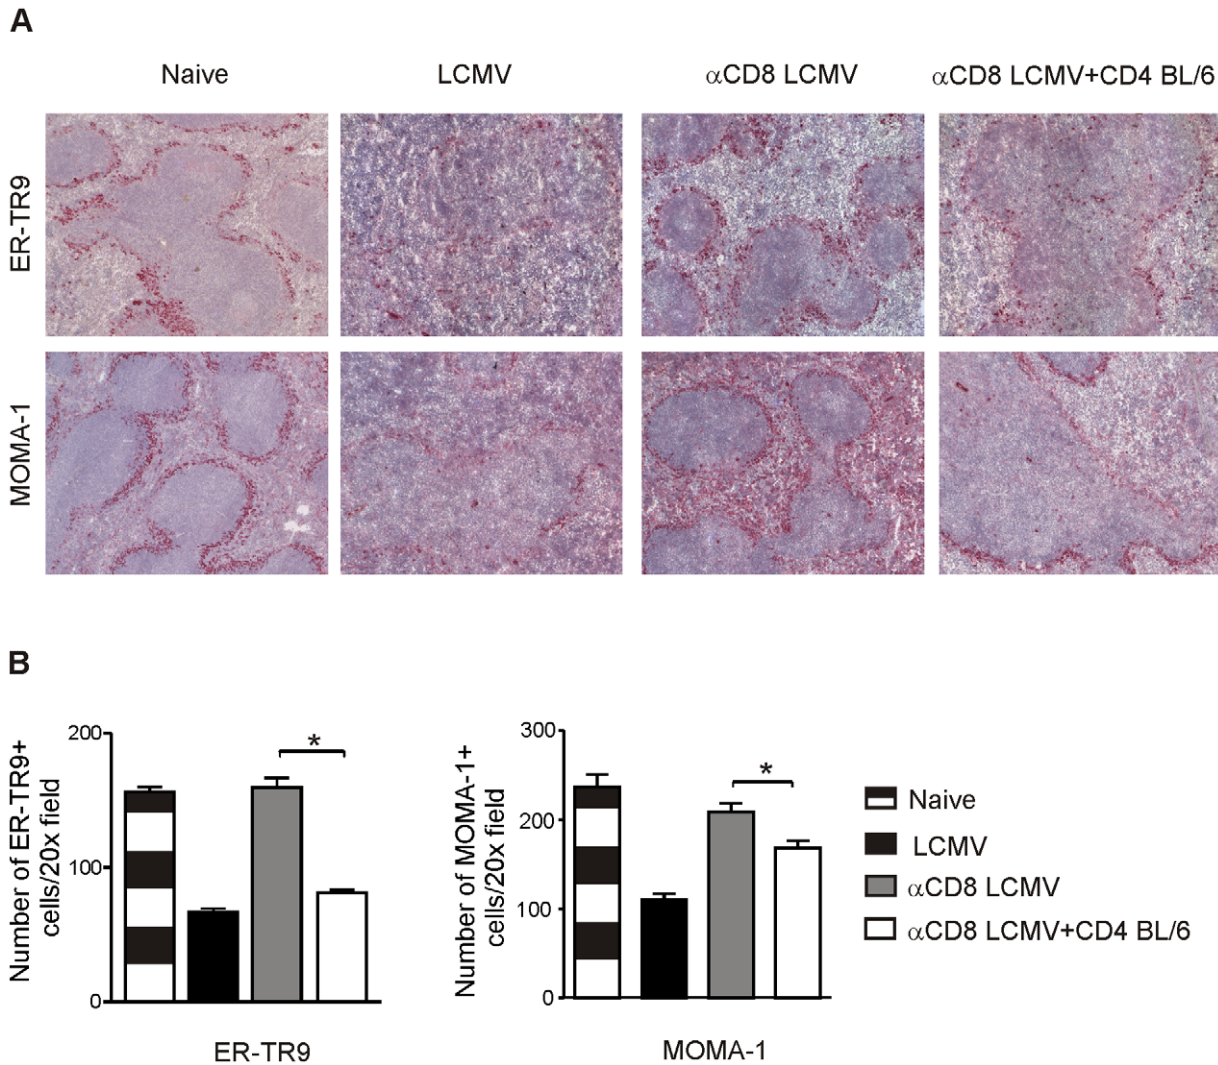 A
Naive
LCMV
αCD8 LCMV
αCD8 LCMV+CD4 BL/6
ER-TR9
MOMA-1
B
Number of ER-TR9+
cells/20x field
200
100
0
*
ER-TR9
Number of MOMA-1+
cells/20x field
300
200
100
0
*
MOMA-1
Naive
LCMV
αCD8 LCMV
αCD8 LCMV+CD4 BL/6